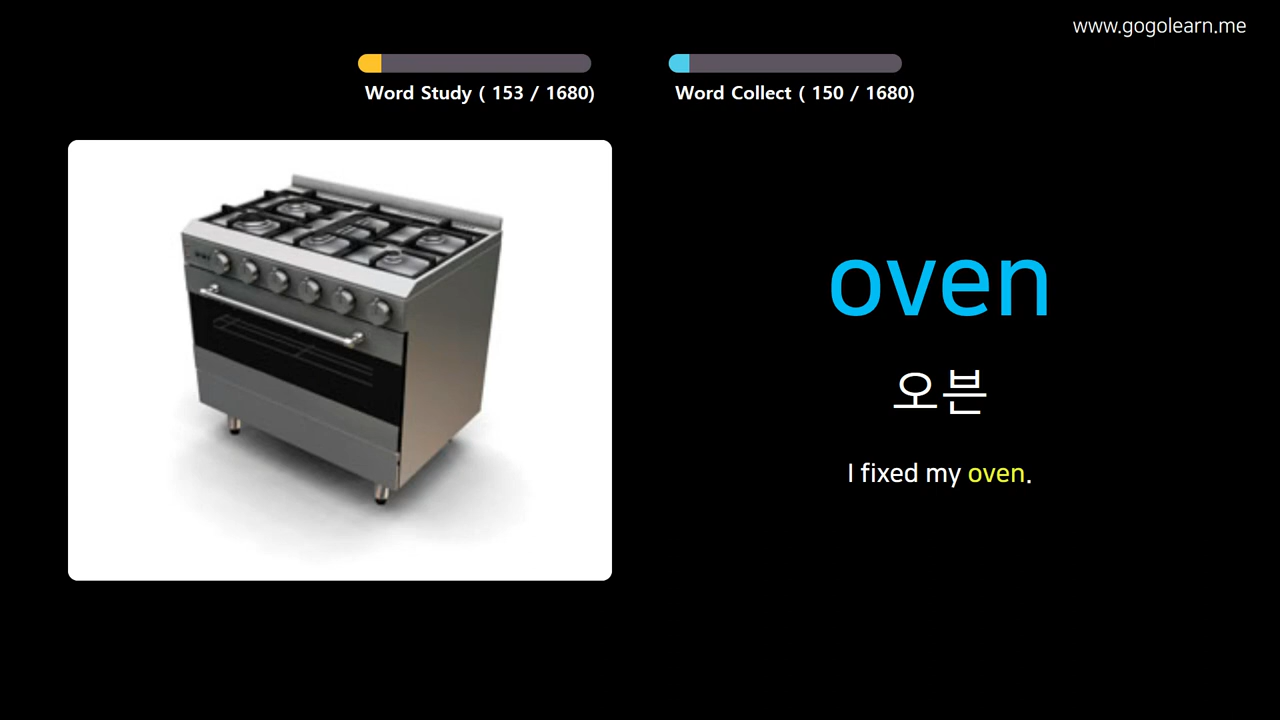 www.gogolearn.me
Word Study ( 153 / 1680)
Word Collect ( 150 / 1680)
oven
오븐
I fixed my oven.